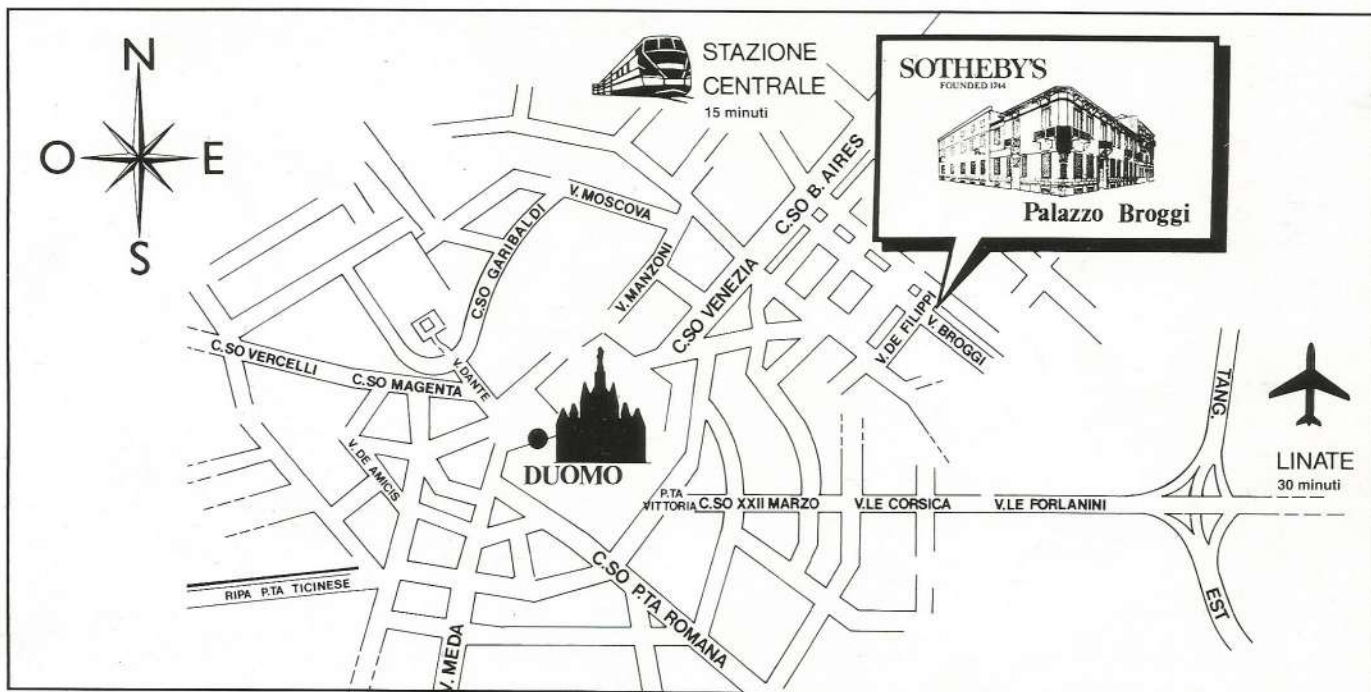 N
O E
S
STAZIONE
CENTRALE
15 minuti
SOTHEBY'S
FOUNDED 1744
Palazzo Broggi
C.SO B. AIRES
V. MOSCOVA
C.SO GARIBALDI
V. MANZONI
C.SO VENEZIA
V. DE FILIPPI
V. BROGGI
C.SO VERCELLI
C.SO MAGENTA
V. DANTE
V. DE AMICIS
DUOMO
P.TA
VITTORIA
C.SO XXII MARZO
V.LE CORSICA
V.LE FORLANINI
TANG.
EST
LINATE
30 minuti
RIPA P.TA TICINESE
C.SO P.TA ROMANA
V. MEDA